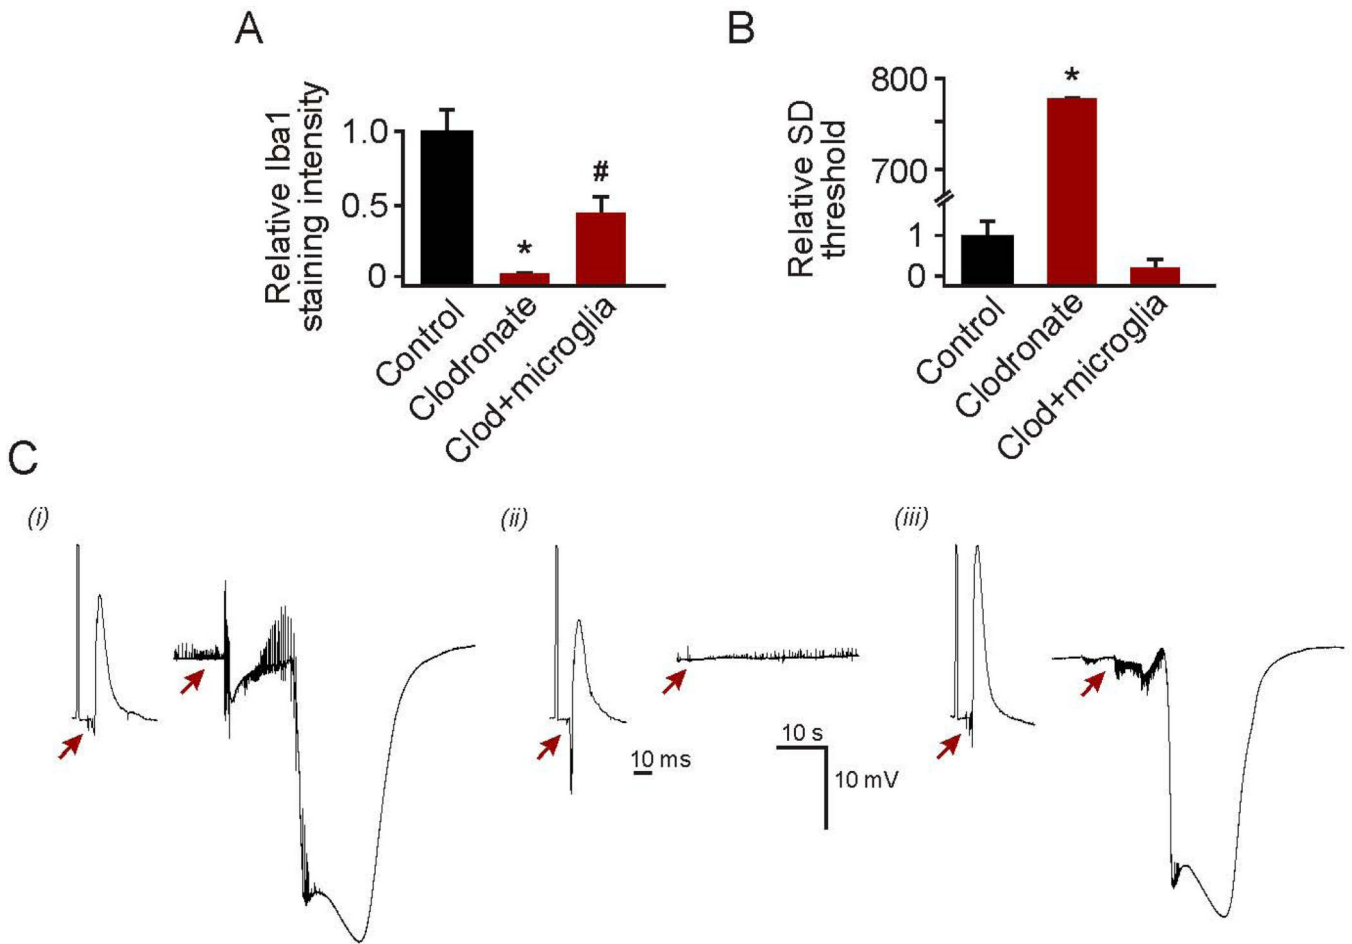 A
Relative Iba1
staining intensity
1.0
0.5
0
*
#
Control
Clodronate
Clod+microglia
B
Relative SD
threshold
800
700
1
0
*
Control
Clodronate
Clod+microglia
C
(i)
(ii)
(iii)
10 ms
10 s
10 mV